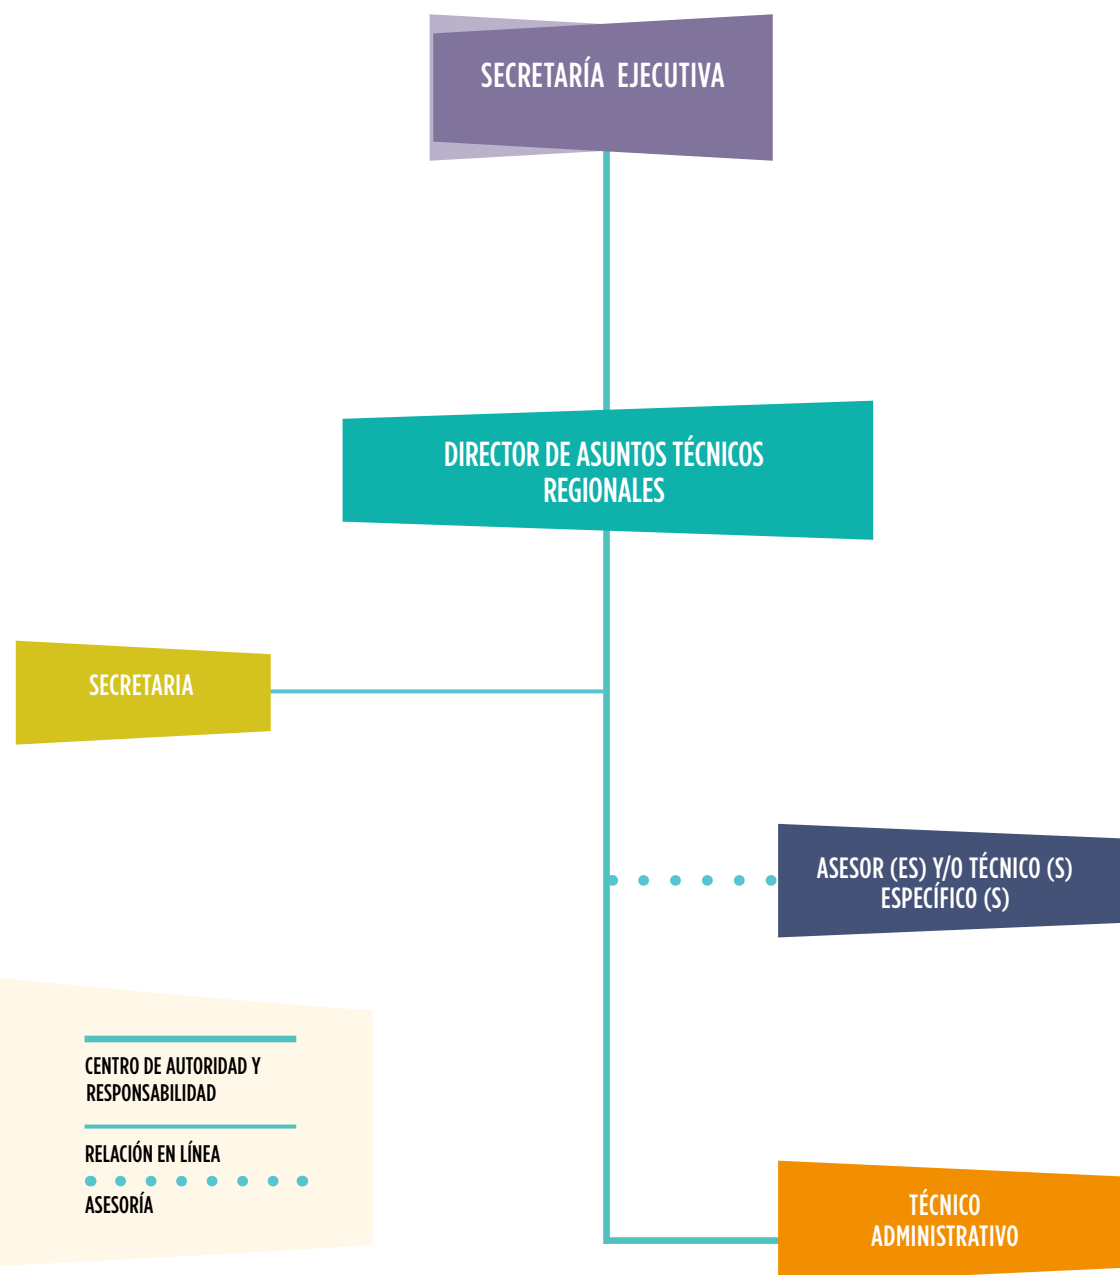 SECRETARÍA EJECUTIVA
DIRECTOR DE ASUNTOS TÉCNICOS
REGIONALES
SECRETARIA
ASESOR (ES) Y/O TÉCNICO (S)
ESPECÍFICO (S)
CENTRO DE AUTORIDAD Y
RESPONSABILIDAD
RELACIÓN EN LÍNEA
ASESORÍA
TÉCNICO
ADMINISTRATIVO